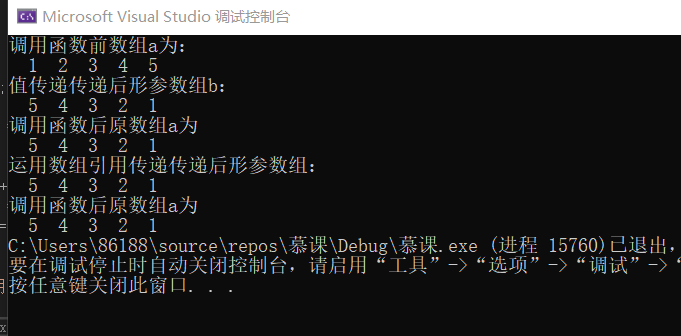 Microsoft Visual Studio 调试控制台
调用函数前数组a为:
1 2 3 4 5
值传递传递后形参数组b:
5 4 3 2 1
调用函数后原数组a为
5 4 3 2 1
运用数组引用传递传递后形参数组:
5 4 3 2 1
调用函数后原数组a为
5 4 3 2 1
C:\Users\86188\source\repos\慕课\Debug\慕课.exe (进程 15760)已退出,
要在调试停止时自动关闭控制台，请启用“工具”->“选项”->“调试”->“
按任意键关闭此窗口. . .